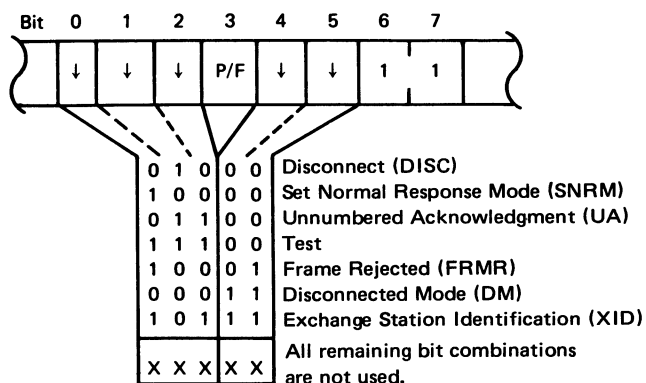 Bit 0 1 2 3 4 5 6 7
↓ ↓ ↓ P/F ↓ ↓ 1 1
0 1 0 0 0 Disconnect (DISC)
1 0 0 0 0 Set Normal Response Mode (SNRM)
0 1 1 0 0 Unnumbered Acknowledgment (UA)
1 1 1 0 0 Test
1 0 0 0 1 Frame Rejected (FRMR)
0 0 0 1 1 Disconnected Mode (DM)
1 0 1 1 1 Exchange Station Identification (XID)
X X X X X All remaining bit combinations
are not used.